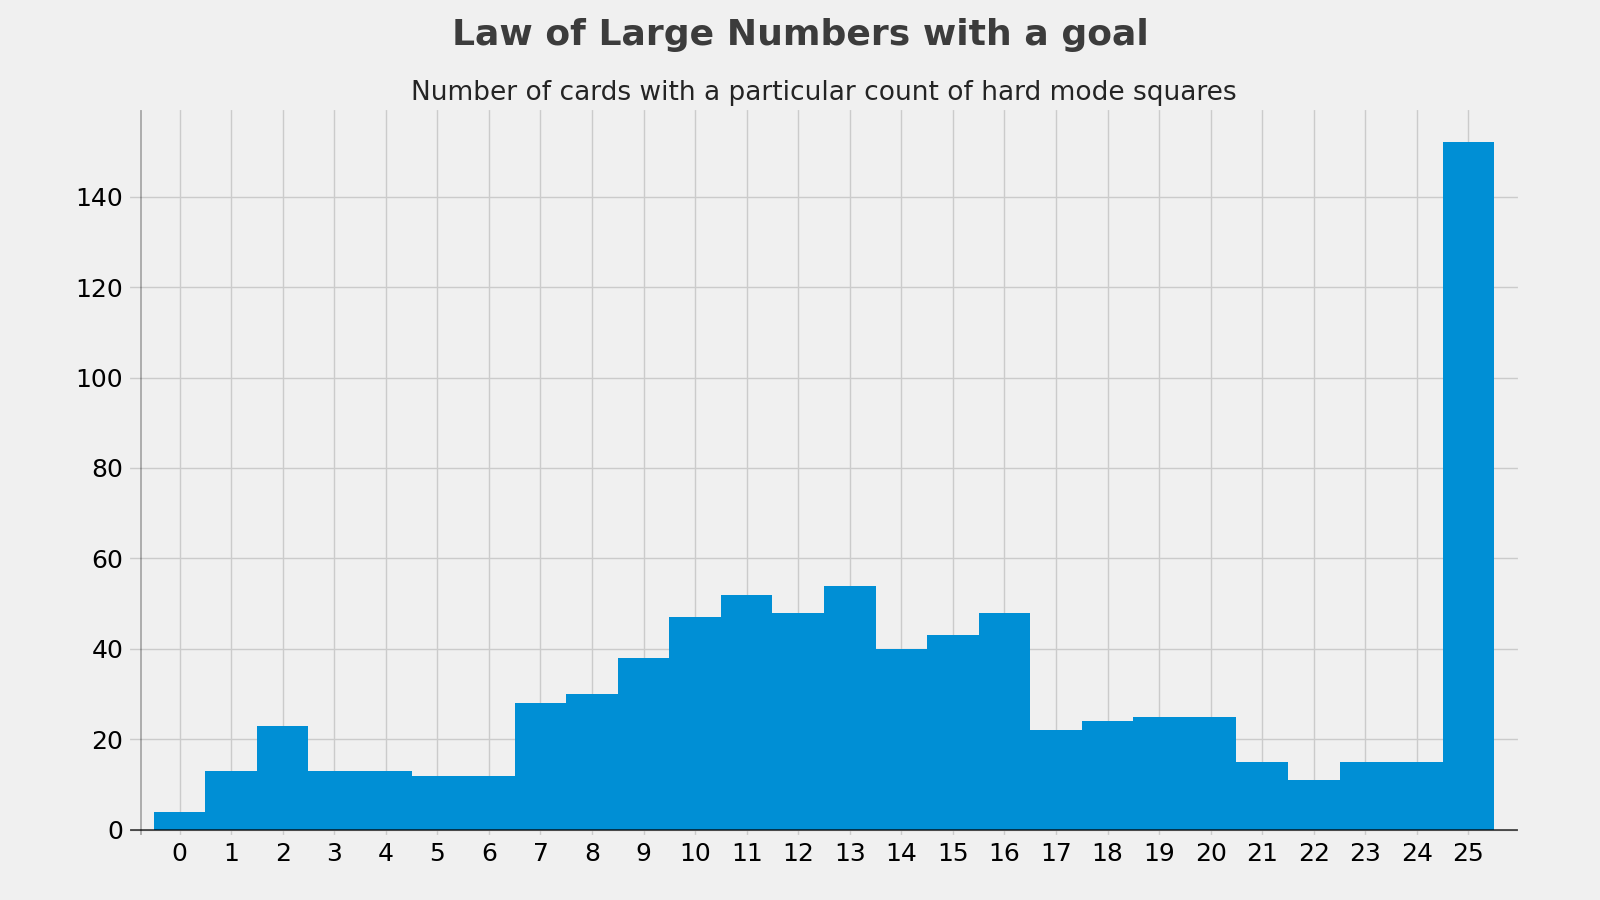 Law of Large Numbers with a goal
Number of cards with a particular count of hard mode squares
140
120
100
80
60
40
20
0
0 1 2 3 4 5 6 7 8 9 10 11 12 13 14 15 16 17 18 19 20 21 22 23 24 25